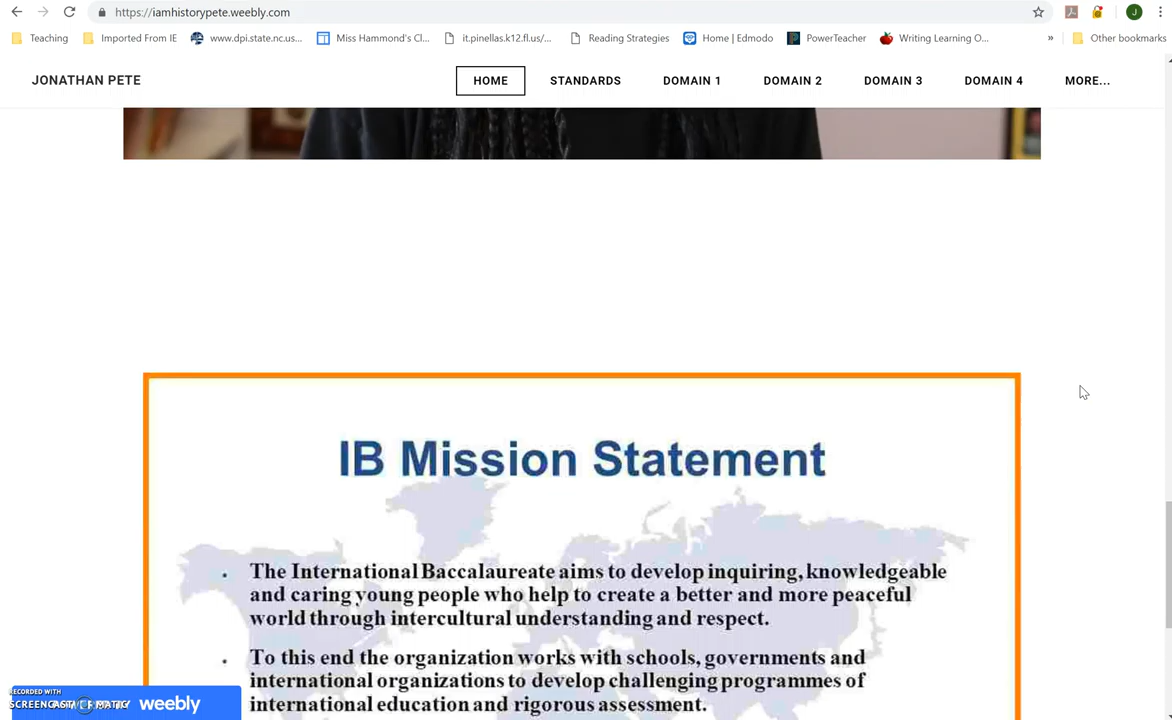 https://iamhistorypete.weebly.com
J
Teaching
Imported From IE
www.dpi.state.nc.us...
Miss Hammond's Cl...
it.pinellas.k12.fl.us/...
Reading Strategies
Home | Edmodo
PowerTeacher
Writing Learning O...
»
Other bookmarks
JONATHAN PETE
HOME
STANDARDS
DOMAIN 1
DOMAIN 2
DOMAIN 3
DOMAIN 4
MORE...
IB Mission Statement
• The International Baccalaureate aims to develop inquiring, knowledgeable
and caring young people who help to create a better and more peaceful
world through intercultural understanding and respect.
• To this end the organization works with schools, governments and
international organizations to develop challenging programmes of
international education and rigorous assessment.
RECORDED WITH
SCREENCAST-O-MATIC
weebly